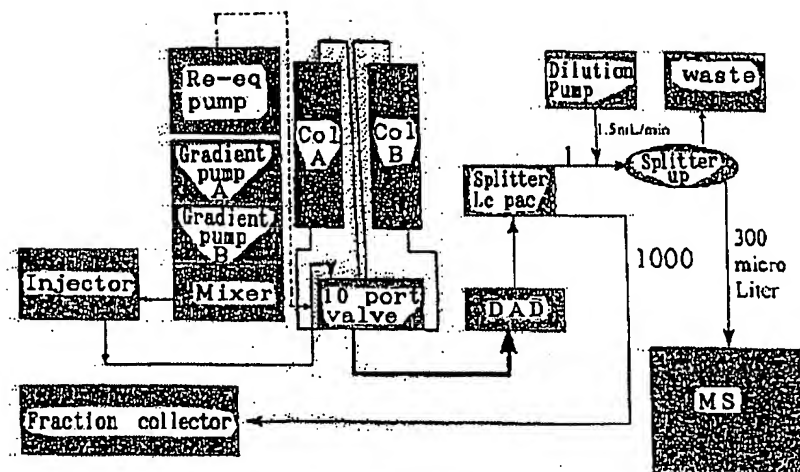 Re-eq
pump
Gradient
pump
A
Gradient
pump
B
Mixer
Injector
Col
A
Col
B
10 port
valve
DAD
Splitter
Lc pac
1
Dilution
Pump
1.5mL/min
waste
Splitter
up
1000
300
micro
Liter
MS
Fraction collector